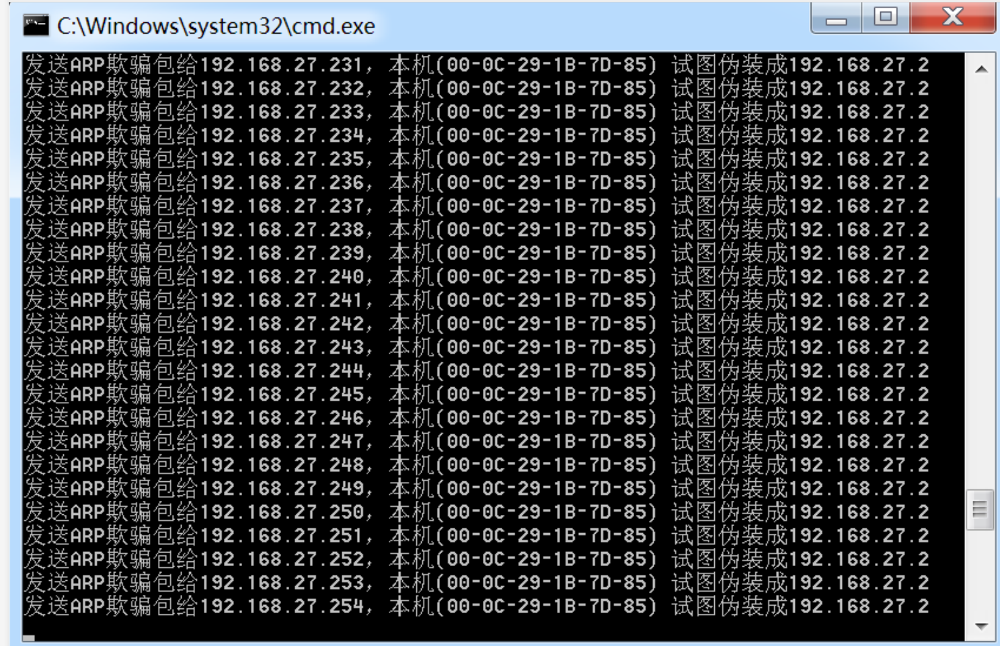 C:\Windows\system32\cmd.exe
发送ARP欺骗包给192.168.27.231，本机(00-0C-29-1B-7D-85) 试图伪装成192.168.27.2
发送ARP欺骗包给192.168.27.232，本机(00-0C-29-1B-7D-85) 试图伪装成192.168.27.2
发送ARP欺骗包给192.168.27.233，本机(00-0C-29-1B-7D-85) 试图伪装成192.168.27.2
发送ARP欺骗包给192.168.27.234，本机(00-0C-29-1B-7D-85) 试图伪装成192.168.27.2
发送ARP欺骗包给192.168.27.235，本机(00-0C-29-1B-7D-85) 试图伪装成192.168.27.2
发送ARP欺骗包给192.168.27.236，本机(00-0C-29-1B-7D-85) 试图伪装成192.168.27.2
发送ARP欺骗包给192.168.27.237，本机(00-0C-29-1B-7D-85) 试图伪装成192.168.27.2
发送ARP欺骗包给192.168.27.238，本机(00-0C-29-1B-7D-85) 试图伪装成192.168.27.2
发送ARP欺骗包给192.168.27.239，本机(00-0C-29-1B-7D-85) 试图伪装成192.168.27.2
发送ARP欺骗包给192.168.27.240，本机(00-0C-29-1B-7D-85) 试图伪装成192.168.27.2
发送ARP欺骗包给192.168.27.241，本机(00-0C-29-1B-7D-85) 试图伪装成192.168.27.2
发送ARP欺骗包给192.168.27.242，本机(00-0C-29-1B-7D-85) 试图伪装成192.168.27.2
发送ARP欺骗包给192.168.27.243，本机(00-0C-29-1B-7D-85) 试图伪装成192.168.27.2
发送ARP欺骗包给192.168.27.244，本机(00-0C-29-1B-7D-85) 试图伪装成192.168.27.2
发送ARP欺骗包给192.168.27.245，本机(00-0C-29-1B-7D-85) 试图伪装成192.168.27.2
发送ARP欺骗包给192.168.27.246，本机(00-0C-29-1B-7D-85) 试图伪装成192.168.27.2
发送ARP欺骗包给192.168.27.247，本机(00-0C-29-1B-7D-85) 试图伪装成192.168.27.2
发送ARP欺骗包给192.168.27.248，本机(00-0C-29-1B-7D-85) 试图伪装成192.168.27.2
发送ARP欺骗包给192.168.27.249，本机(00-0C-29-1B-7D-85) 试图伪装成192.168.27.2
发送ARP欺骗包给192.168.27.250，本机(00-0C-29-1B-7D-85) 试图伪装成192.168.27.2
发送ARP欺骗包给192.168.27.251，本机(00-0C-29-1B-7D-85) 试图伪装成192.168.27.2
发送ARP欺骗包给192.168.27.252，本机(00-0C-29-1B-7D-85) 试图伪装成192.168.27.2
发送ARP欺骗包给192.168.27.253，本机(00-0C-29-1B-7D-85) 试图伪装成192.168.27.2
发送ARP欺骗包给192.168.27.254，本机(00-0C-29-1B-7D-85) 试图伪装成192.168.27.2